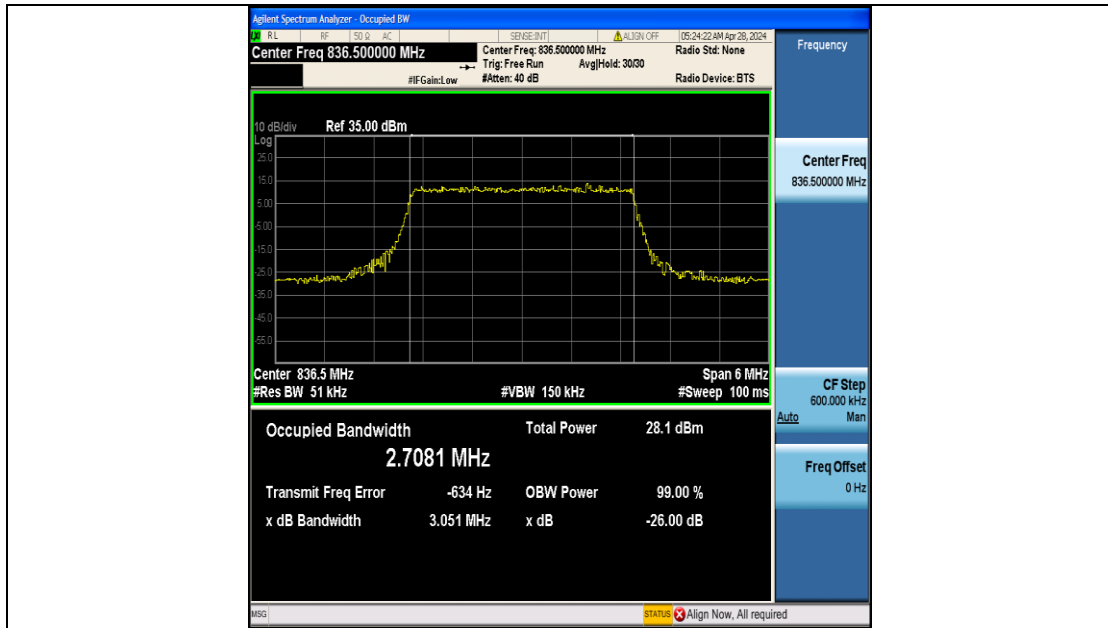 Agilent Spectrum Analyzer - Occupied BW
RL RF 50 Ω AC SENSE:INT ALIGN OFF 05:24:22 AM Apr 28, 2024
Center Freq 836.500000 MHz
Center Freq: 836.500000 MHz
Radio Std: None
Trig: Free Run Avg|Hold: 30/30
#IFGain:Low #Atten: 40 dB Radio Device: BTS
Frequency
10 dB/div Ref 35.00 dBm
Log
25.0
15.0
5.00
-5.00
-15.0
-25.0
-35.0
-45.0
-55.0
Center 836.5 MHz Span 6 MHz
#Res BW 51 kHz #VBW 150 kHz #Sweep 100 ms
Occupied Bandwidth Total Power 28.1 dBm
2.7081 MHz
Transmit Freq Error -634 Hz OBW Power 99.00 %
x dB Bandwidth 3.051 MHz x dB -26.00 dB
Center Freq
836.500000 MHz
CF Step
600.000 kHz
Auto Man
Freq Offset
0 Hz
MSG STATUS Align Now, All required